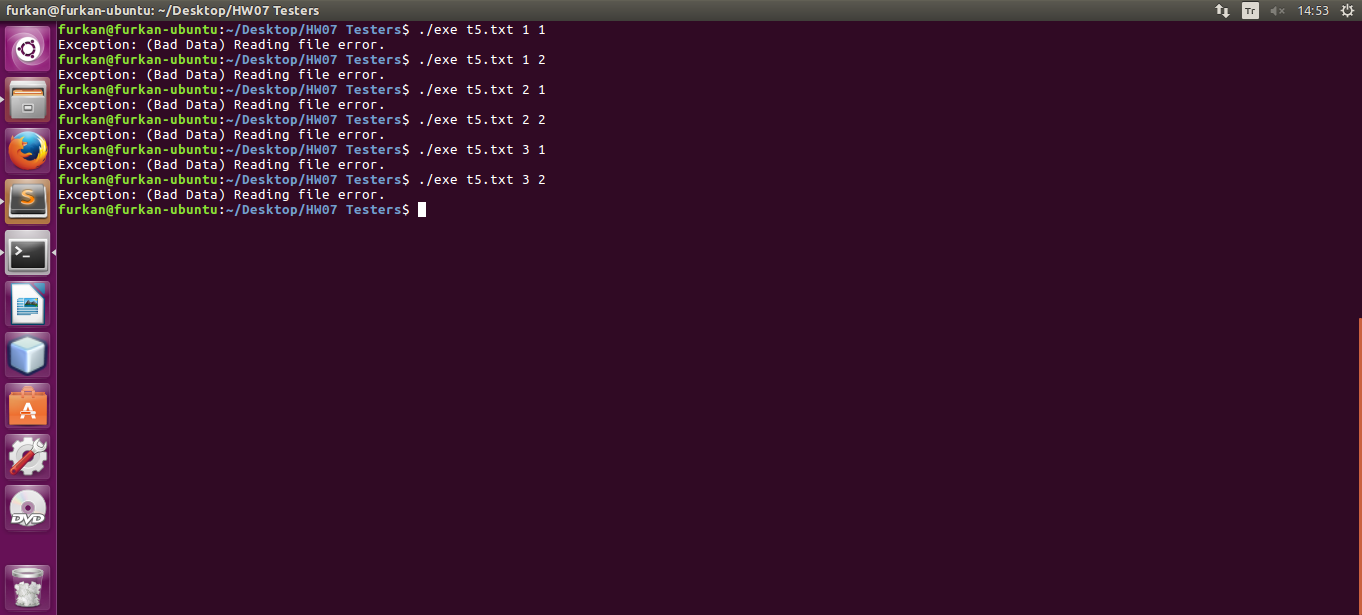 furkan@furkan-ubuntu: ~/Desktop/HW07 Testers Tr 14:53
furkan@furkan-ubuntu:~/Desktop/HW07 Testers$ ./exe t5.txt 1 1
Exception: (Bad Data) Reading file error.
furkan@furkan-ubuntu:~/Desktop/HW07 Testers$ ./exe t5.txt 1 2
Exception: (Bad Data) Reading file error.
furkan@furkan-ubuntu:~/Desktop/HW07 Testers$ ./exe t5.txt 2 1
Exception: (Bad Data) Reading file error.
furkan@furkan-ubuntu:~/Desktop/HW07 Testers$ ./exe t5.txt 2 2
Exception: (Bad Data) Reading file error.
furkan@furkan-ubuntu:~/Desktop/HW07 Testers$ ./exe t5.txt 3 1
Exception: (Bad Data) Reading file error.
furkan@furkan-ubuntu:~/Desktop/HW07 Testers$ ./exe t5.txt 3 2
Exception: (Bad Data) Reading file error.
furkan@furkan-ubuntu:~/Desktop/HW07 Testers$
DVD